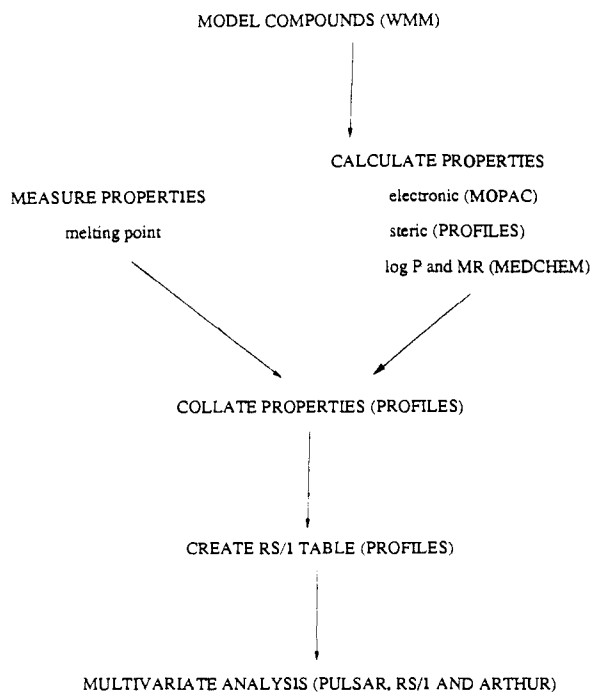 MODEL COMPOUNDS (WMM)
CALCULATE PROPERTIES
electronic (MOPAC)
steric (PROFILES)
log P and MR (MEDCHEM)
MEASURE PROPERTIES
melting point
COLLATE PROPERTIES (PROFILES)
CREATE RS/1 TABLE (PROFILES)
MULTIVARIATE ANALYSIS (PULSAR, RS/1 AND ARTHUR)